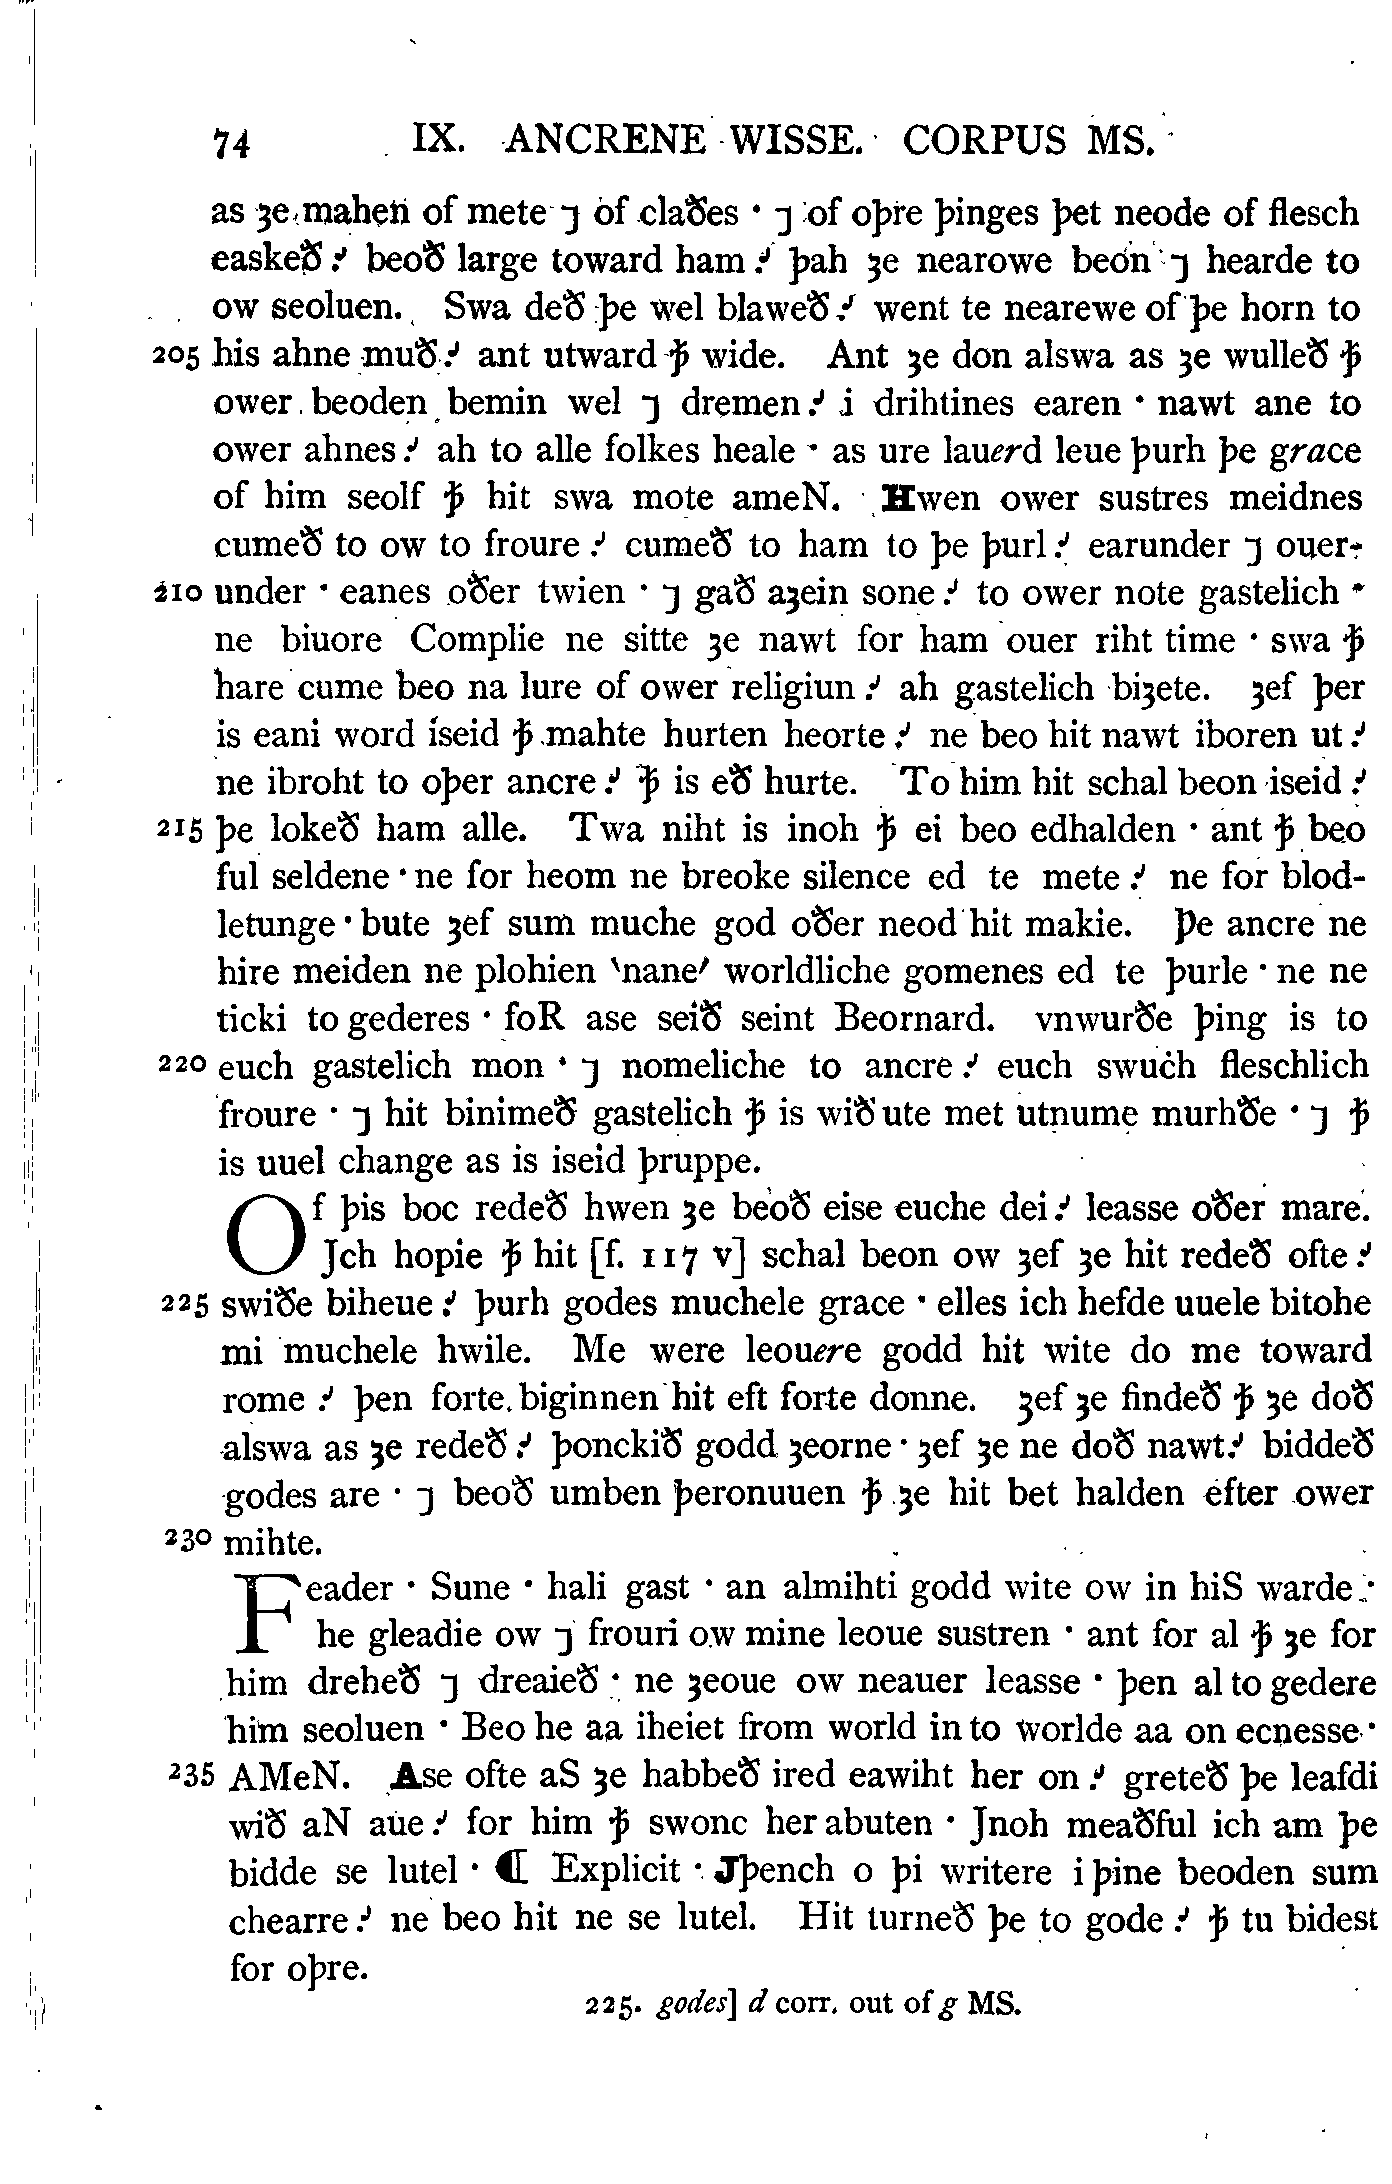 74 IX. ANCRENE WISSE. CORPUS MS.
as ȝe mahen of mete ⁊ of claðes · ⁊ of oþre þinges þet neode of flesch
easkeð ⁏ beoð large toward ham ⁏ þah ȝe nearowe beon ⁊ hearde to
ow seoluen. Swa deð þe wel blaweð ⁏ went te nearewe of þe horn to
205 his ahne muð ⁏ ant utward ꝥ wide. Ant ȝe don alswa as ȝe wulleð ꝥ
ower beoden bemin wel ⁊ dremen ⁏ i drihtines earen · nawt ane to
ower ahnes ⁏ ah to alle folkes heale · as ure lauerd leue þurh þe grace
of him seolf ꝥ hit swa mote ameN. Hwen ower sustres meidnes
cumeð to ow to froure ⁏ cumeð to ham to þe þurl ⁏ earunder ⁊ ouer-
210 under · eanes oðer twien · ⁊ gað aȝein sone ⁏ to ower note gastelich ·
ne biuore Complie ne sitte ȝe nawt for ham ouer riht time · swa ꝥ
hare cume beo na lure of ower religiun ⁏ ah gastelich biȝete. ȝef þer
is eani word iseid ꝥ mahte hurten heorte ⁏ ne beo hit nawt iboren ut ⁏
ne ibroht to oþer ancre ⁏ ꝥ is eð hurte. To him hit schal beon iseid ⁏
215 þe lokeð ham alle. Twa niht is inoh ꝥ ei beo edhalden · ant ꝥ beo
ful seldene · ne for heom ne breoke silence ed te mete ⁏ ne for blod-
letunge · bute ȝef sum muche god oðer neod hit makie. Þe ancre ne
hire meiden ne plohien ‵nane′ worldliche gomenes ed te þurle · ne ne
ticki to gederes · foR ase seið seint Beornard. vnwurðe þing is to
220 euch gastelich mon · ⁊ nomeliche to ancre ⁏ euch swuch fleschlich
froure · ⁊ hit binimeð gastelich ꝥ is wið ute met utnume murhðe · ⁊ ꝥ
is uuel change as is iseid þruppe.
Of þis boc redeð hwen ȝe beoð eise euche dei ⁏ leasse oðer mare.
Jch hopie ꝥ hit [f. 117 v] schal beon ow ȝef ȝe hit redeð ofte ⁏
225 swiðe biheue ⁏ þurh godes muchele grace · elles ich hefde uuele bitohe
mi muchele hwile. Me were leouere godd hit wite do me toward
rome ⁏ þen forte biginnen hit eft forte donne. ȝef ȝe findeð ꝥ ȝe doð
alswa as ȝe redeð ⁏ þonckið godd ȝeorne · ȝef ȝe ne doð nawt ⁏ biddeð
godes are · ⁊ beoð umben þeronuuen ꝥ ȝe hit bet halden efter ower
230 mihte.
Feader · Sune · hali gast · an almihti godd wite ow in hiS warde ⁏
he gleadie ow ⁊ frouri ow mine leoue sustren · ant for al ꝥ ȝe for
him dreheð ⁊ dreaieð · ne ȝeoue ow neauer leasse · þen al to gedere
him seoluen · Beo he aa iheiet from world in to worlde aa on ecnesse ·
235 AMeN. Ase ofte aS ȝe habbeð ired eawiht her on ⁏ greteð þe leafdi
wið aN aue ⁏ for him ꝥ swonc her abuten · Jnoh meaðful ich am þe
bidde se lutel · ¶ Explicit · Jþench o þi writere i þine beoden sum
chearre ⁏ ne beo hit ne se lutel. Hit turneð þe to gode ⁏ ꝥ tu bidest
for oþre.
225. godes] d corr. out of g MS.